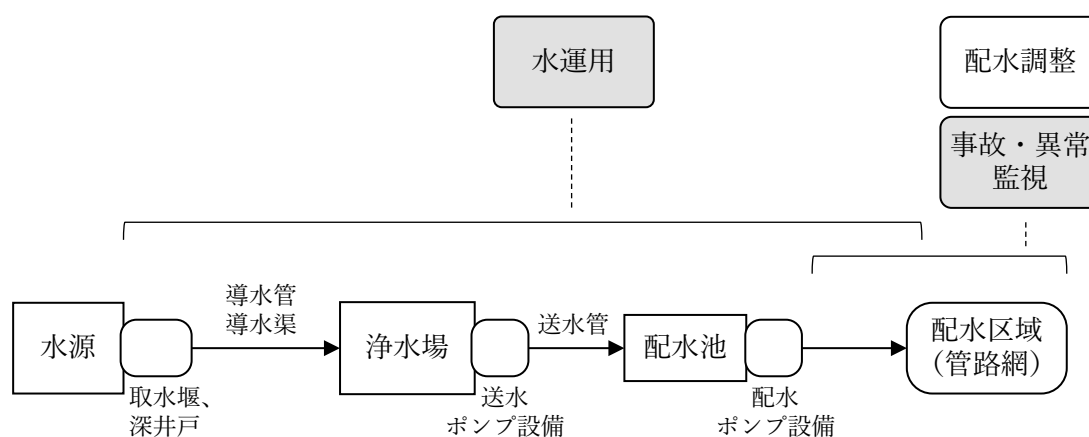 水運用
配水調整
事故・異常
監視
導水管
導水渠
送水管
水源
浄水場
配水池
配水区域
(管路網)
取水堰、
深井戸
送水
ポンプ設備
配水
ポンプ設備